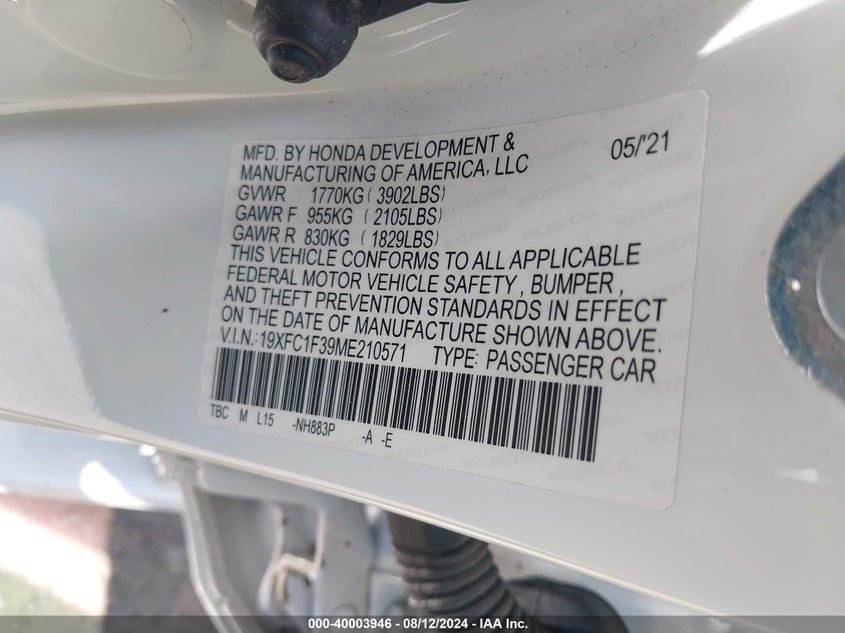 MFD. BY HONDA DEVELOPMENT & 05/'21
MANUFACTURING OF AMERICA, LLC
GVWR 1770KG ( 3902LBS)
GAWR F 955KG ( 2105LBS)
GAWR R 830KG ( 1829LBS)
THIS VEHICLE CONFORMS TO ALL APPLICABLE
FEDERAL MOTOR VEHICLE SAFETY, BUMPER,
AND THEFT PREVENTION STANDARDS IN EFFECT
ON THE DATE OF MANUFACTURE SHOWN ABOVE.
V.I.N.: 19XFC1F39ME210571 TYPE: PASSENGER CAR
TBC M L15 -NH883P -A -E
000-40003946 - 08/12/2024 - IAA Holdings, LLC.